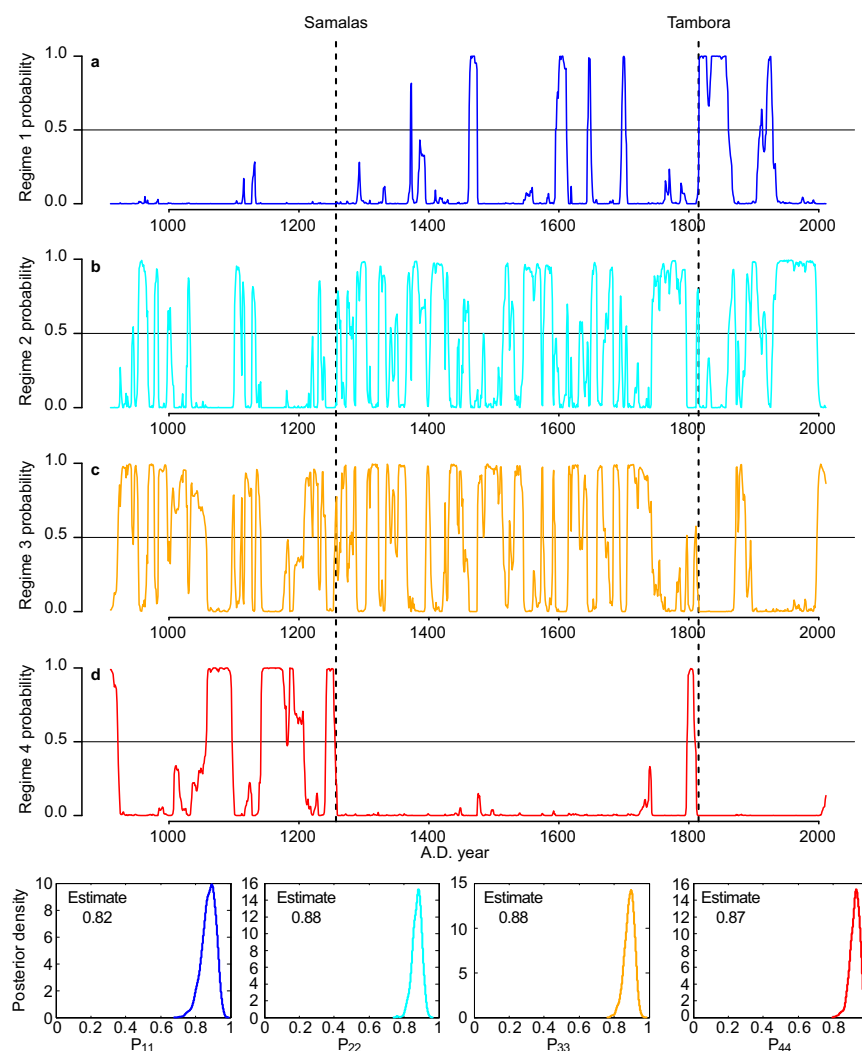 Samalas Tambora
a
Regime 1 probability
1.0
0.5
0.0
1000 1200 1400 1600 1800 2000
b
Regime 2 probability
1.0
0.5
0.0
1000 1200 1400 1600 1800 2000
c
Regime 3 probability
1.0
0.5
0.0
1000 1200 1400 1600 1800 2000
d
Regime 4 probability
1.0
0.5
0.0
1000 1200 1400 1600 1800 2000
A.D. year
Posterior density
10
8
6
4
2
0
Estimate
0.82
0 0.2 0.4 0.6 0.8 1
P11
16
14
12
10
8
6
4
2
0
Estimate
0.88
0 0.2 0.4 0.6 0.8 1
P22
15
10
5
0
Estimate
0.88
0 0.2 0.4 0.6 0.8 1
P33
16
14
12
10
8
6
4
2
0
Estimate
0.87
0 0.2 0.4 0.6 0.8
P44